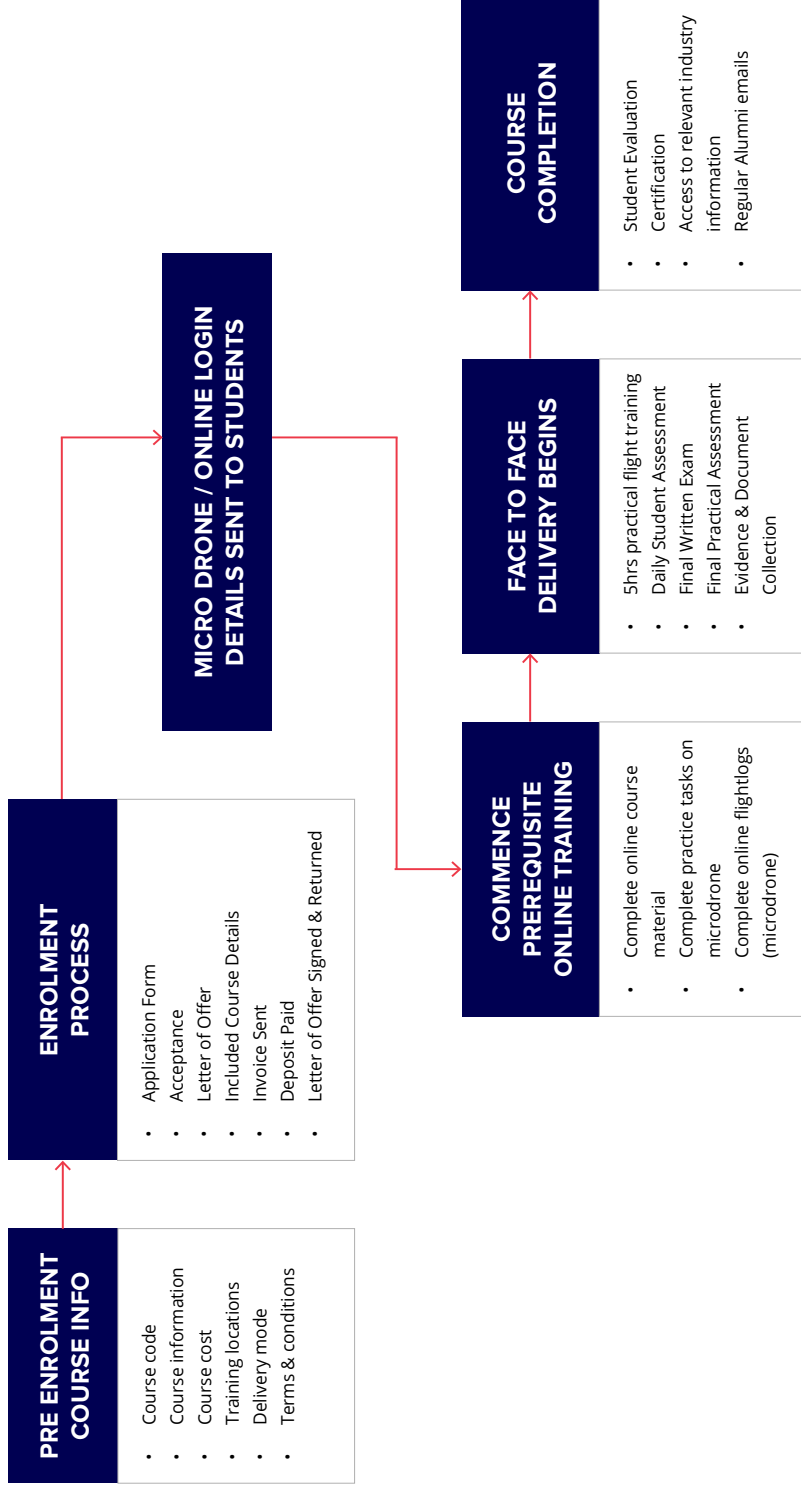 PRE ENROLMENT
COURSE INFO
• Course code
• Course information
• Course cost
• Training locations
• Delivery mode
• Terms & conditions
ENROLMENT
PROCESS
• Application Form
• Acceptance
• Letter of Offer
• Included Course Details
• Invoice Sent
• Deposit Paid
• Letter of Offer Signed & Returned
MICRO DRONE / ONLINE LOGIN
DETAILS SENT TO STUDENTS
COMMENCE
PREREQUISITE
ONLINE TRAINING
• Complete online course
material
• Complete practice tasks on
microdrone
• Complete online flightlogs
(microdrone)
FACE TO FACE
DELIVERY BEGINS
• 5hrs practical flight training
• Daily Student Assessment
• Final Written Exam
• Final Practical Assessment
• Evidence & Document
Collection
COURSE
COMPLETION
• Student Evaluation
• Certification
• Access to relevant industry
information
• Regular Alumni emails